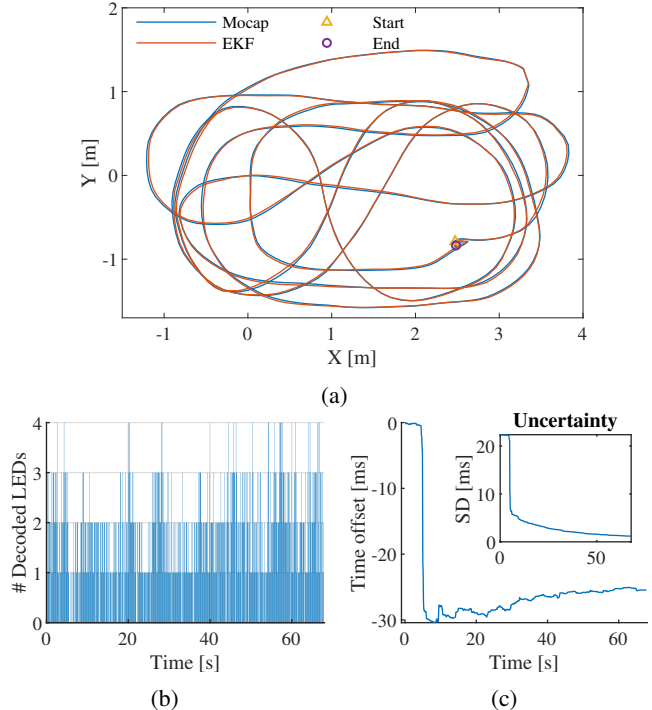 Mocap
EKF
Start
End
2
1
0
-1
Y [m]
-1
0
1
2
3
4
X [m]
(a)
4
3
2
1
0
# Decoded LEDs
0
20
40
60
Time [s]
(b)
0
-10
-20
-30
Time offset [ms]
0
20
40
60
Time [s]
Uncertainty
20
10
0
SD [ms]
0
50
(c)